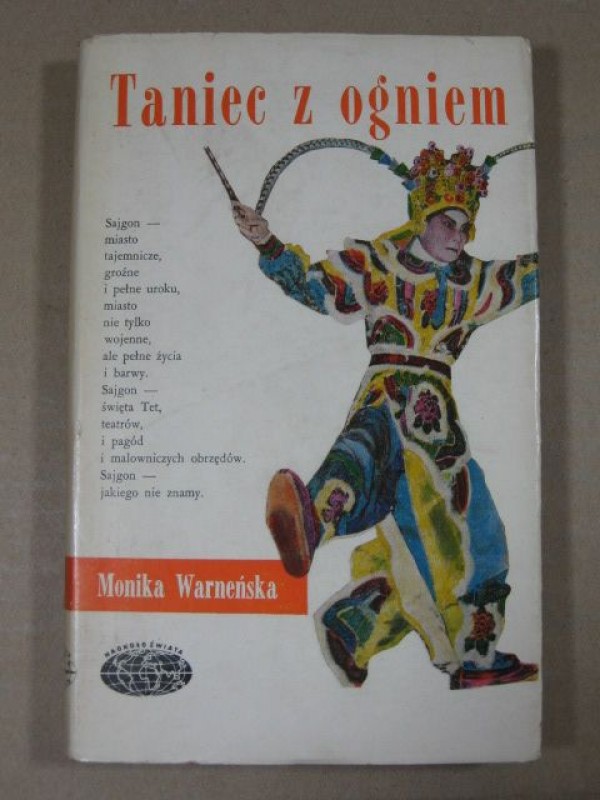 Taniec z ogniem
Sajgon —
miasto
tajemnicze,
groźne
i pełne uroku,
miasto
nie tylko
wojenne,
ale pełne życia
i barwy.
Sajgon —
święta Tet,
teatrów,
i pagód
i malowniczych obrzędów.
Sajgon —
jakiego nie znamy.
Monika Warneńska
NAOKOŁO ŚWIATA